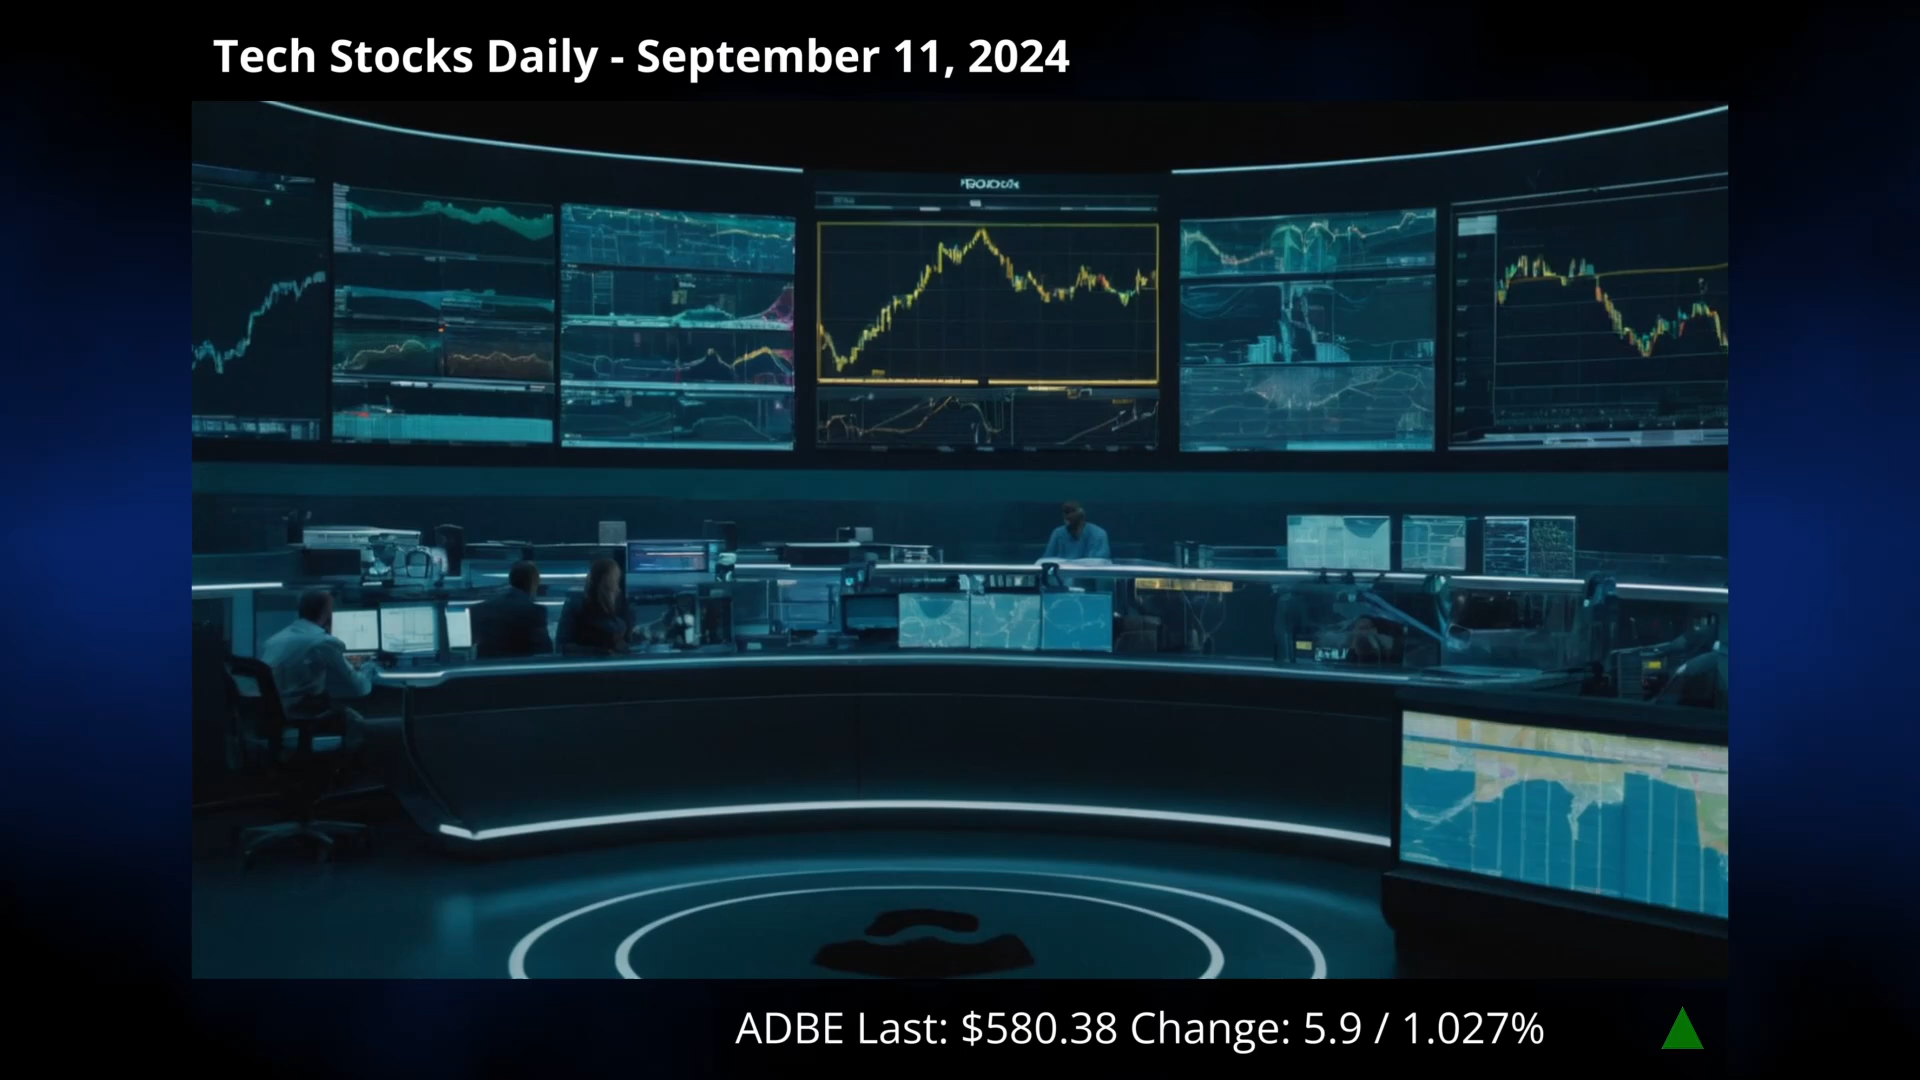 Tech Stocks Daily - September 11, 2024
ADBE Last: $580.38 Change: 5.9 / 1.027%